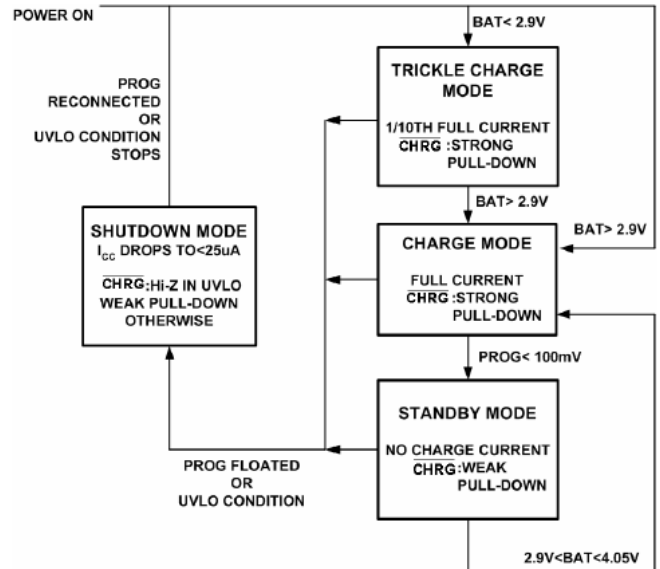 POWER ON
BAT< 2.9V
PROG
RECONNECTED
OR
UVLO CONDITION
STOPS
TRICKLE CHARGE
MODE
1/10TH FULL CURRENT
CHRG :STRONG
PULL-DOWN
BAT> 2.9V
BAT> 2.9V
SHUTDOWN MODE
ICC DROPS TO<25uA
CHRG:Hi-Z IN UVLO
WEAK PULL-DOWN
OTHERWISE
CHARGE MODE
FULL CURRENT
CHRG :STRONG
PULL-DOWN
PROG< 100mV
STANDBY MODE
NO CHARGE CURRENT
CHRG:WEAK
PULL-DOWN
PROG FLOATED
OR
UVLO CONDITION
2.9V<BAT<4.05V